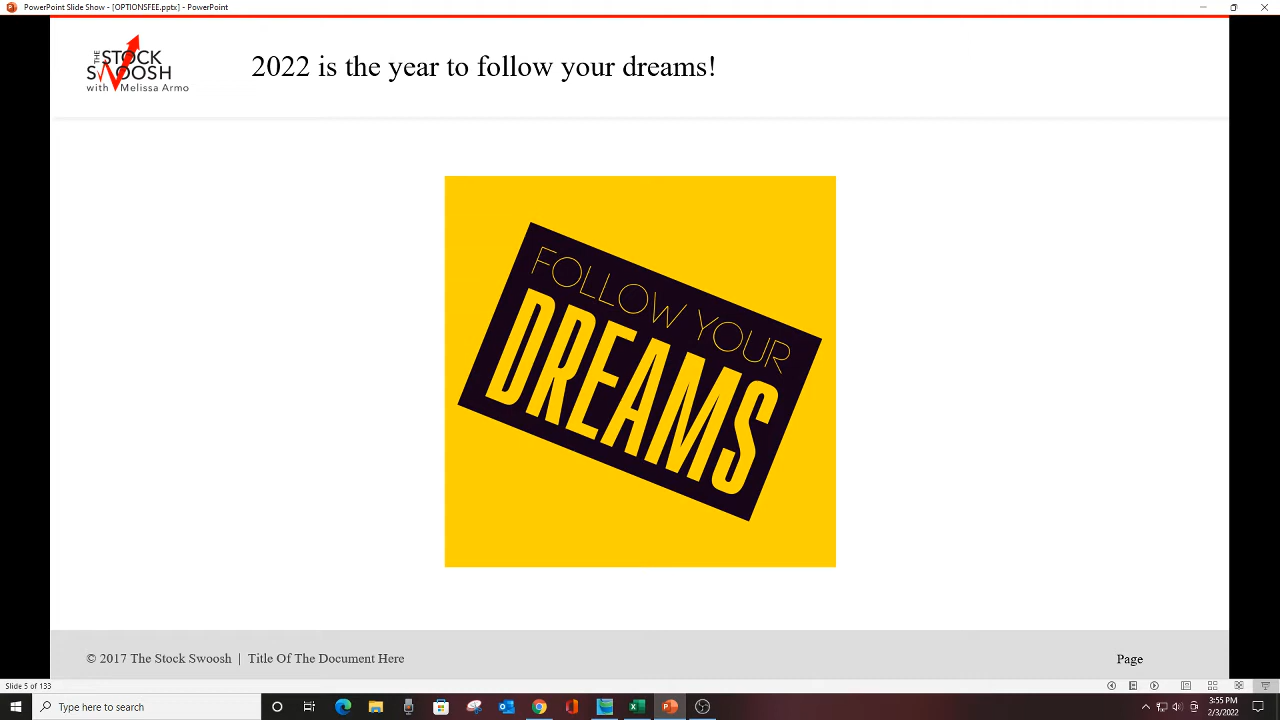 PowerPoint Slide Show - [OPTIONSFEE.pptx] - PowerPoint
THE STOCK SWOOSH
with Melissa Armo
2022 is the year to follow your dreams!
FOLLOW YOUR
DREAMS
© 2017 The Stock Swoosh | Title Of The Document Here
Page
Slide 5 of 133
Type here to search
3:55 PM
2/3/2022